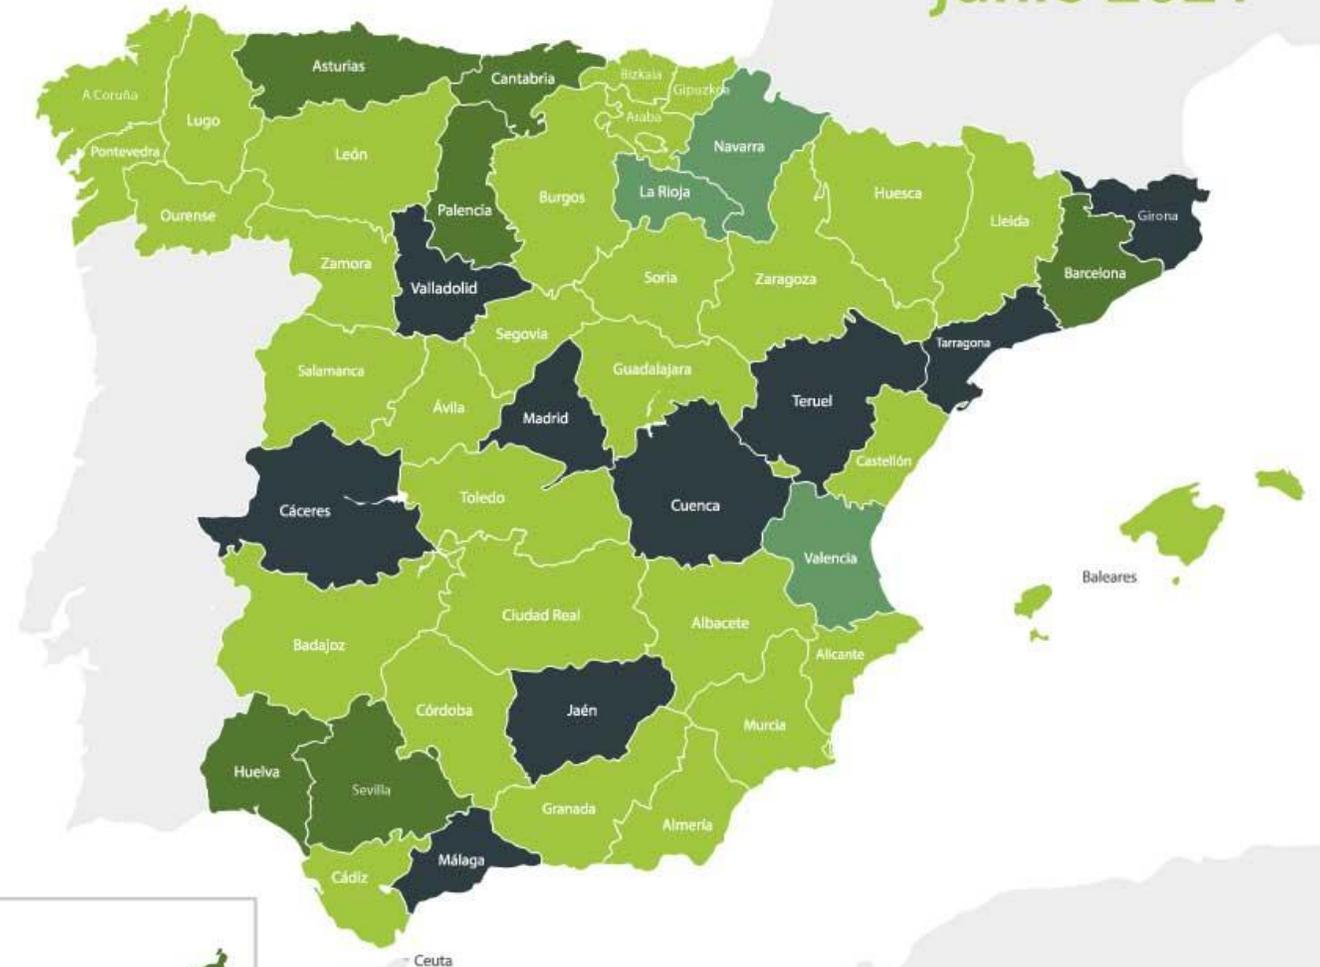 Asturias
Cantabria
Bizkaia
Gipuzkoa
A Coruña
Lugo
Araba
Navarra
Pontevedra
León
La Rioja
Huesca
Burgos
Palencia
Ourense
Lleida
Girona
Zamora
Valladolid
Soria
Zaragoza
Barcelona
Segovia
Tarragona
Salamanca
Guadalajara
Ávila
Madrid
Teruel
Castellón
Toledo
Cáceres
Cuenca
Valencia
Baleares
Ciudad Real
Albacete
Badajoz
Alicante
Córdoba
Jaén
Murcia
Huelva
Sevilla
Granada
Almería
Málaga
Cádiz
Ceuta